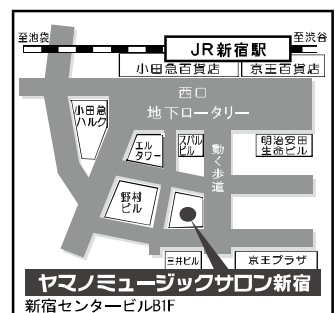 至池袋
至渋谷
JR新宿駅
小田急百貨店
京王百貨店
西口
地下ロータリー
小田急
ハルク
エル
タワー
スバル
ビル
動く歩道
明治安田
生命ビル
野村
ビル
三井ビル
京王プラザ
ヤマノミュージックサロン新宿
新宿センタービルB1F